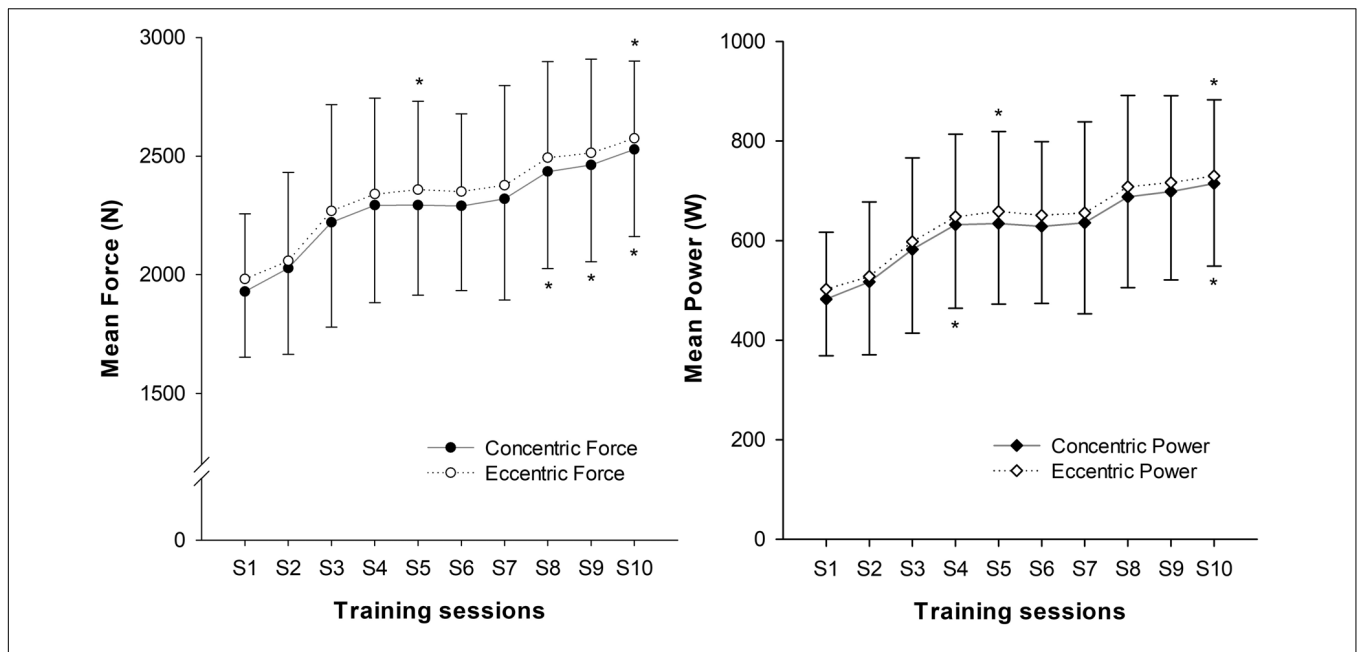 3000
2500
2000
1500
0
Mean Force (N)
*
*
*
*
*
Concentric Force
Eccentric Force
S1 S2 S3 S4 S5 S6 S7 S8 S9 S10
Training sessions
1000
800
600
400
200
0
Mean Power (W)
*
*
*
*
Concentric Power
Eccentric Power
S1 S2 S3 S4 S5 S6 S7 S8 S9 S10
Training sessions